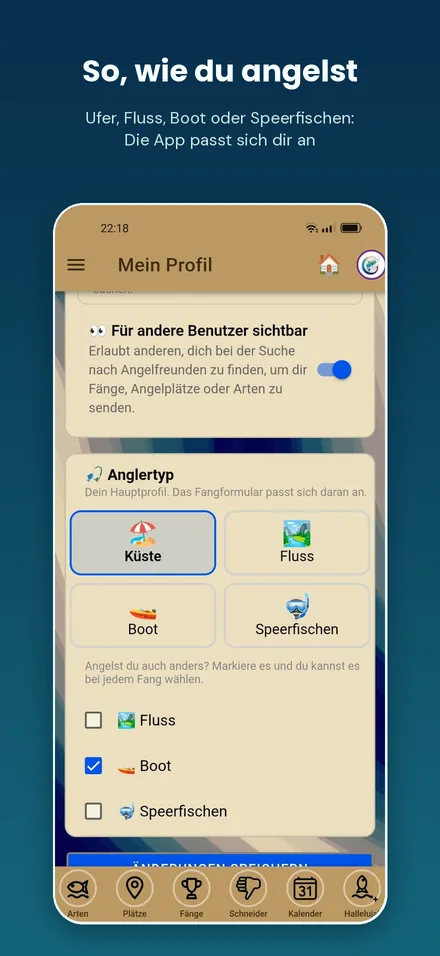 So, wie du angelst
Ufer, Fluss, Boot oder Speerfischen:
Die App passt sich dir an
22:18
Mein Profil
Für andere Benutzer sichtbar
Erlaubt anderen, dich bei der Suche
nach Angelfreunden zu finden, um dir
Fänge, Angelplätze oder Arten zu
senden.
Anglertyp
Dein Hauptprofil. Das Fangformular passt sich daran an.
Küste
Fluss
Boot
Speerfischen
Angelst du auch anders? Markiere es und du kannst es
bei jedem Fang wählen.
Fluss
Boot
Speerfischen
ÄNDERUNGEN SPEICHERN
Arten
Plätze
Fänge
Schneider
31
Kalender